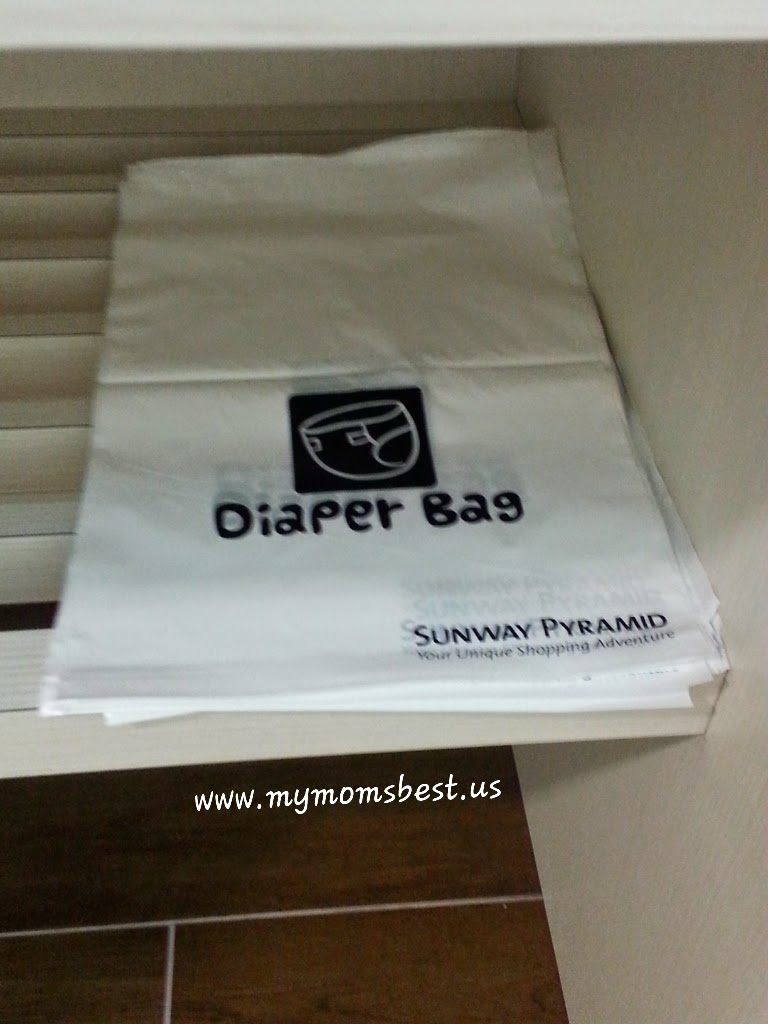 Diaper Bag
SUNWAY PYRAMID
Your Unique Shopping Adventure
www.mymomsbest.us